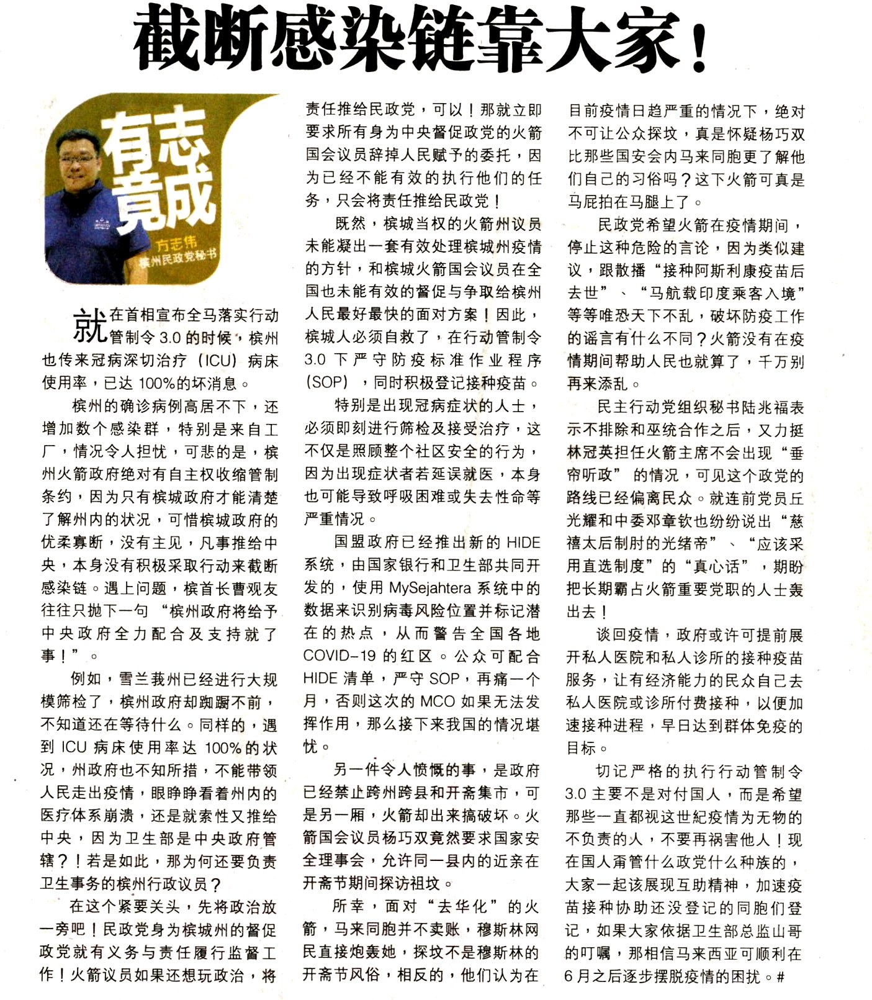 截断感染链靠大家！
有志
竟成
方志伟
槟州民政党秘书
就在首相宣布全马落实行动
管制令 3.0 的时候，槟州
也传来冠病深切治疗（ICU）病床
使用率，已达 100%的坏消息。
槟州的确诊病例高居不下，还
增加数个感染群，特别是来自工
厂，情况令人担忧，可悲的是，槟
州火箭政府绝对有自主权收缩管制
条约，因为只有槟城政府才能清楚
了解州内的状况，可惜槟城政府的
优柔寡断，没有主见，凡事推给中
央，本身没有积极采取行动来截断
感染链。遇上问题，槟首长曹观友
往往只抛下一句 “槟州政府将给予
中央政府全力配合及支持就了
事！”。
例如，雪兰莪州已经进行大规
模筛检了，槟州政府却踟蹰不前，
不知道还在等待什么。同样的，遇
到 ICU 病床使用率达 100%的状
况，州政府也不知所措，不能带领
人民走出疫情，眼睁睁看着州内的
医疗体系崩溃，还是就索性又推给
中央，因为卫生部是中央政府管
辖？！若是如此，那为何还要负责
卫生事务的槟州行政议员？
在这个紧要关头，先将政治放
一旁吧！民政党身为槟城州的督促
政党就有义务与责任履行监督工
作！火箭议员如果还想玩政治，将
责任推给民政党，可以！那就立即
要求所有身为中央督促政党的火箭
国会议员辞掉人民赋予的委托，因
为已经不能有效的执行他们的任
务，只会将责任推给民政党！
既然，槟城当权的火箭州议员
未能凝出一套有效处理槟城州疫情
的方针，和槟城火箭国会议员在全
国也未能有效的督促与争取给槟州
人民最好最快的面对方案！因此，
槟城人必须自救了，在行动管制令
3.0 下严守防疫标准作业程序
（SOP），同时积极登记接种疫苗。
特别是出现冠病症状的人士，
必须即刻进行筛检及接受治疗，这
不仅是照顾整个社区安全的行为，
因为出现症状者若延误就医，本身
也可能导致呼吸困难或失去性命等
严重情况。
国盟政府已经推出新的 HIDE
系统，由国家银行和卫生部共同开
发的，使用 MySejahtera 系统中的
数据来识别病毒风险位置并标记潜
在的热点，从而警告全国各地
COVID-19 的红区。公众可配合
HIDE 清单，严守 SOP，再痛一个
月，否则这次的 MCO 如果无法发
挥作用，那么接下来我国的情况堪
忧。
另一件令人愤慨的事，是政府
已经禁止跨州跨县和开斋集市，可
是另一厢，火箭却出来搞破坏。火
箭国会议员杨巧双竟然要求国家安
全理事会，允许同一县内的近亲在
开斋节期间探访祖坟。
所幸，面对“去华化”的火
箭，马来同胞并不卖账，穆斯林网
民直接炮轰她，探坟不是穆斯林的
开斋节风俗，相反的，他们认为在
目前疫情日趋严重的情况下，绝对
不可让公众探坟，真是怀疑杨巧双
比那些国安会内马来同胞更了解他
们自己的习俗吗？这下火箭可真是
马屁拍在马腿上了。
民政党希望火箭在疫情期间，
停止这种危险的言论，因为类似建
议，跟散播“接种阿斯利康疫苗后
去世”、“马航载印度乘客入境”
等等唯恐天下不乱，破坏防疫工作
的谣言有什么不同？火箭没有在疫
情期间帮助人民也就算了，千万别
再来添乱。
民主行动党组织秘书陆兆福表
示不排除和巫统合作之后，又力挺
林冠英担任火箭主席不会出现“垂
帘听政” 的情况，可见这个政党的
路线已经偏离民众。就连前党员丘
光耀和中委邓章钦也纷纷说出“慈
禧太后制肘的光绪帝”、“应该采
用直选制度”的“真心话”，期盼
把长期霸占火箭重要党职的人士轰
出去！
谈回疫情，政府或许可提前展
开私人医院和私人诊所的接种疫苗
服务，让有经济能力的民众自己去
私人医院或诊所付费接种，以便加
速接种进程，早日达到群体免疫的
目标。
切记严格的执行行动管制令
3.0 主要不是对付国人，而是希望
那些一直都视这世紀疫情为无物的
不负责的人，不要再祸害他人！现
在国人甭管什么政党什么种族的，
大家一起该展现互助精神，加速疫
苗接种协助还没登记的同胞们登
记，如果大家依据卫生部总监山哥
的叮嘱，那相信马来西亚可顺利在
6 月之后逐步摆脱疫情的困扰。#